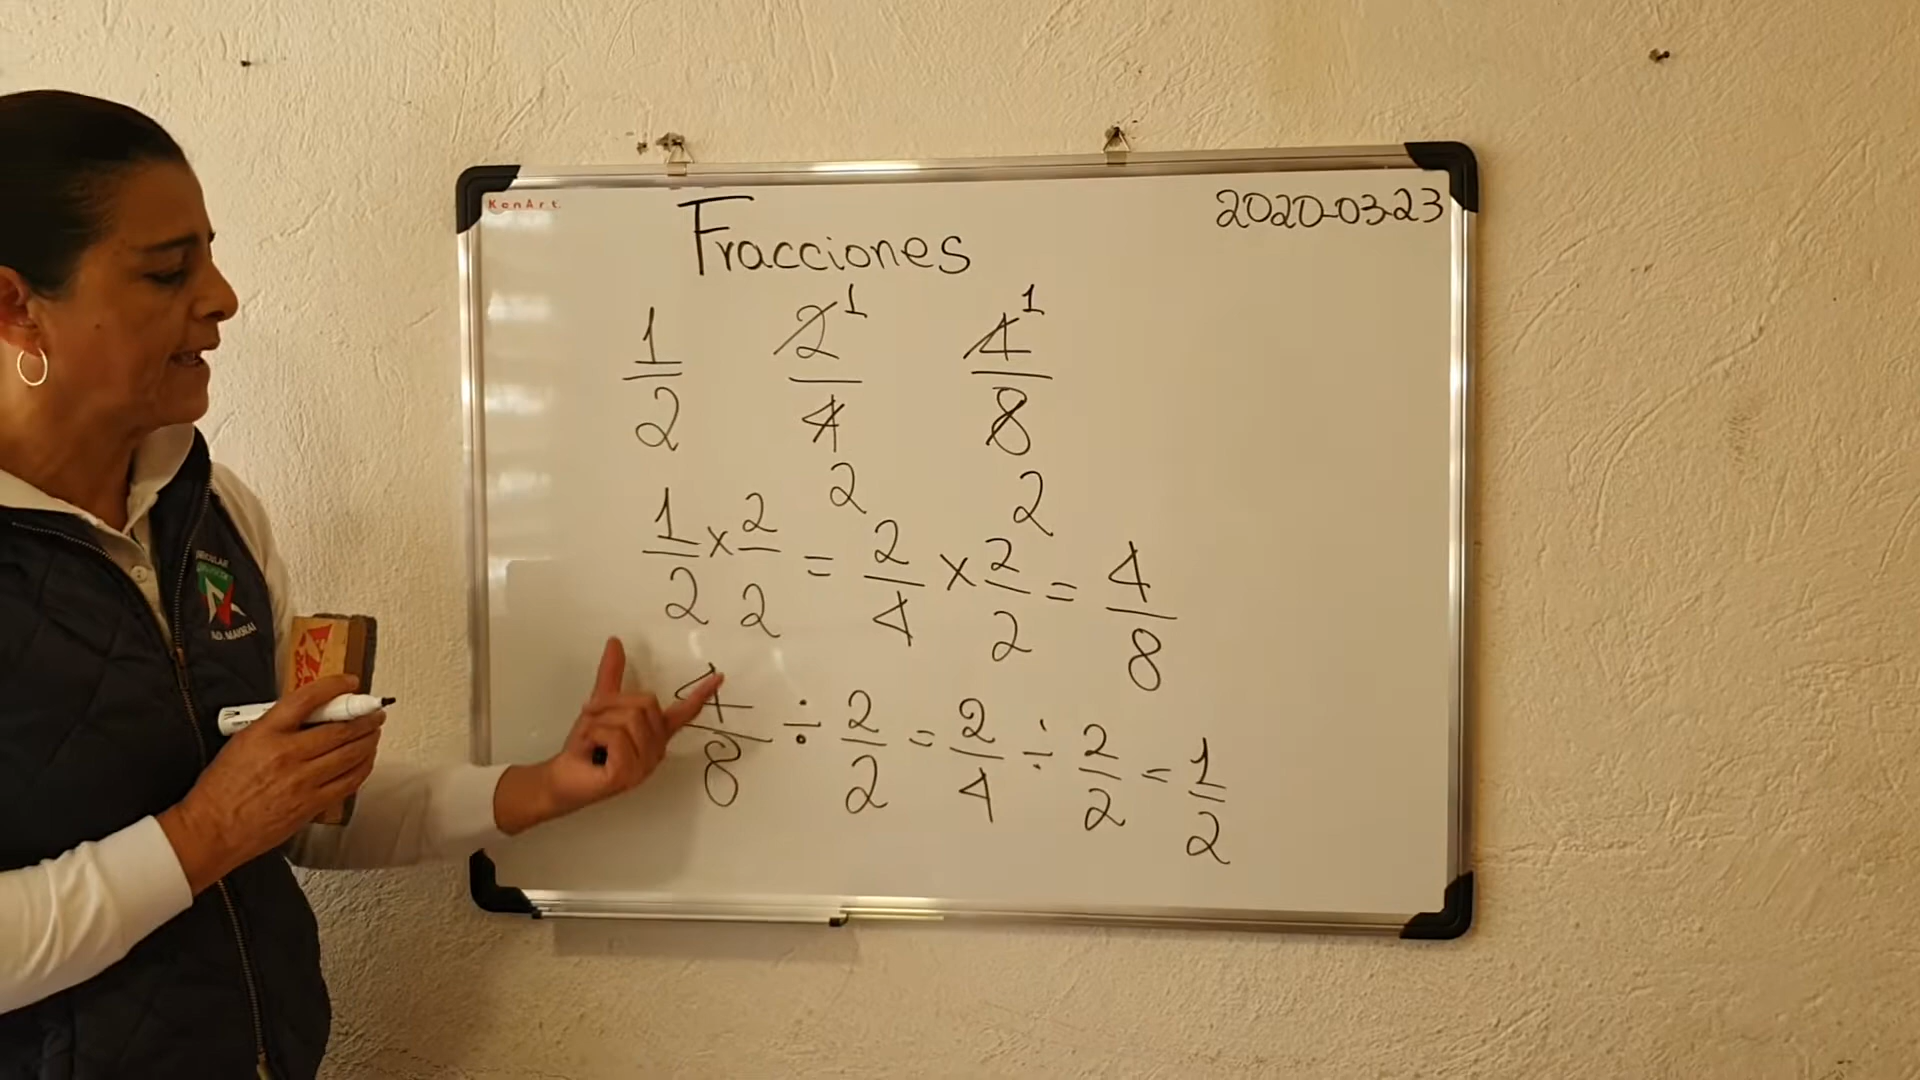 KenArt.
2020-03-23
Fracciones
1/2 2/4 1 4/8 1
2 2
1/2 x 2/2 = 2/4 x 2/2 = 4/8
4/8 ÷ 2/2 = 2/4 ÷ 2/2 = 1/2